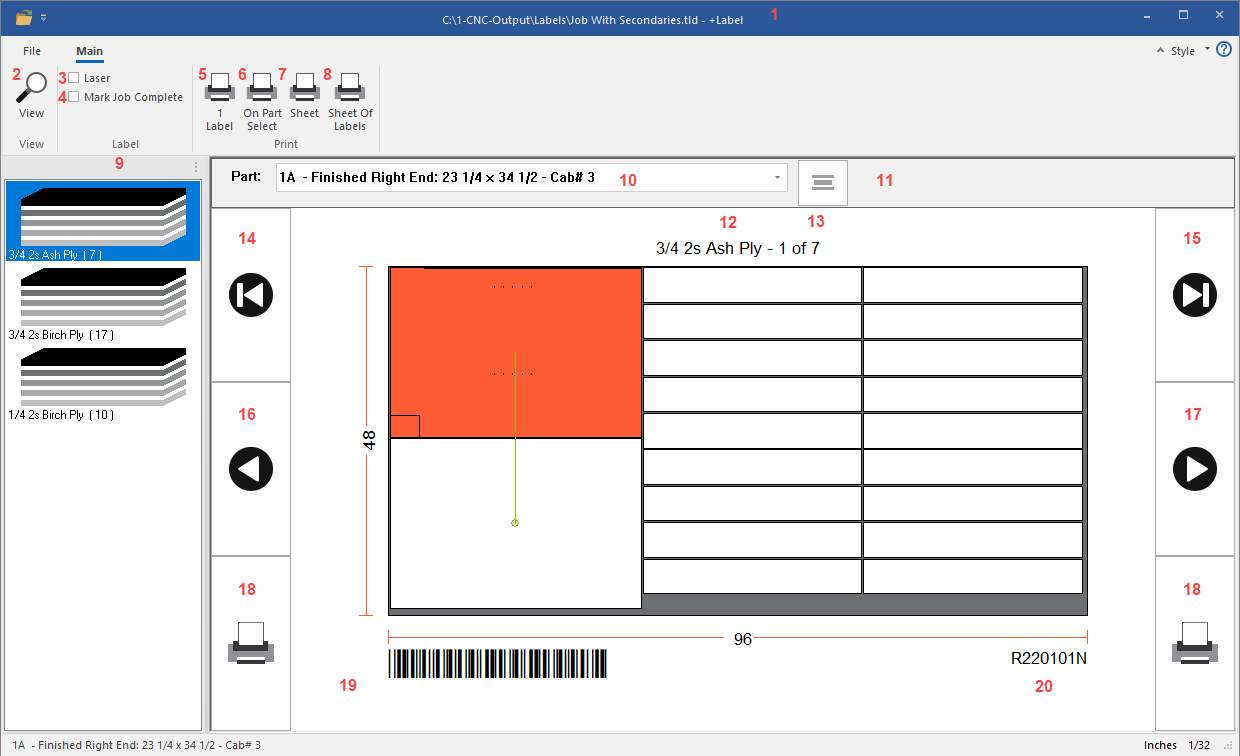 C:\1-CNC-Output\Labels\Job With Secondaries.tld - +Label 1
File Main Style ?
2 3 Laser 5 6 7 8
4 Mark Job Complete
View 1 Label On Part Select Sheet Sheet Of Labels
View Label Print
9
3/4 2s Ash Ply ( 7 )
3/4 2s Birch Ply ( 17 )
1/4 2s Birch Ply ( 10 )
Part: 1A - Finished Right End: 23 1/4 x 34 1/2 - Cab# 3 10 11
12 13
14 15
3/4 2s Ash Ply - 1 of 7
16 17
48
18 18
96
R220101N
19 20
1A - Finished Right End: 23 1/4 x 34 1/2 - Cab# 3 Inches 1/32